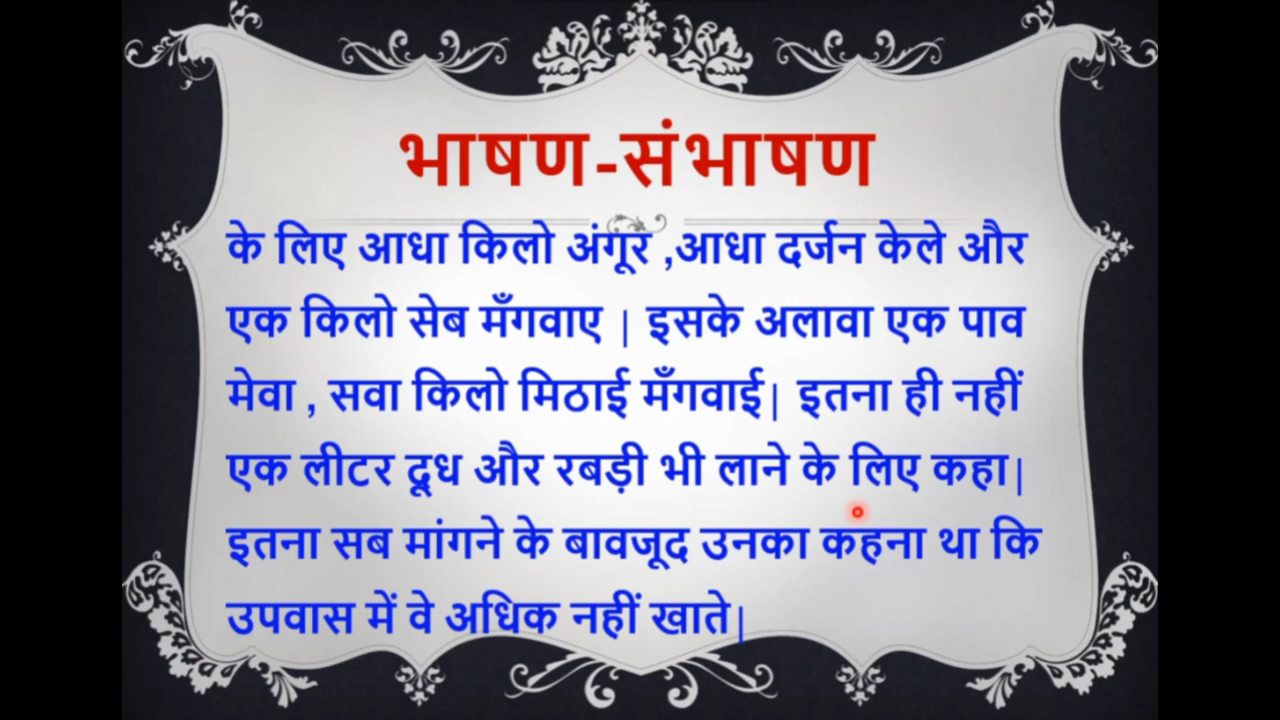 भाषण-संभाषण
के लिए आधा किलो अंगूर ,आधा दर्जन केले और
एक किलो सेब मँगवाए | इसके अलावा एक पाव
मेवा , सवा किलो मिठाई मँगवाई| इतना ही नहीं
एक लीटर दूध और रबड़ी भी लाने के लिए कहा|
इतना सब मांगने के बावजूद उनका कहना था कि
उपवास में वे अधिक नहीं खाते|